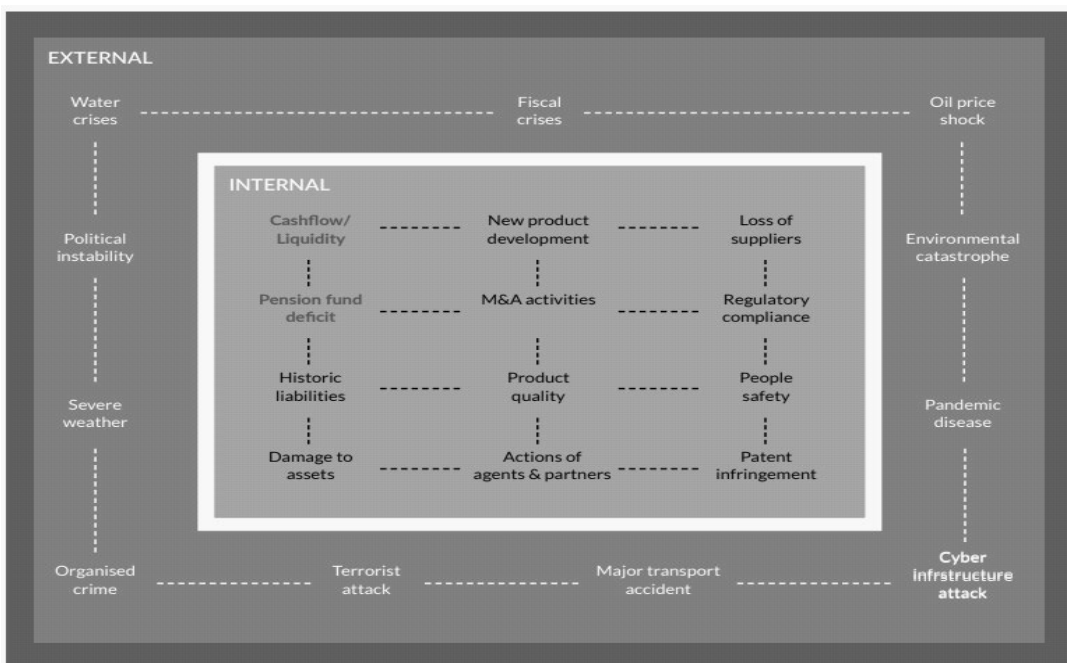 EXTERNAL
Water
crises
Fiscal
crises
Oil price
shock
INTERNAL
Cashflow/
Liquidity
New product
development
Loss of
suppliers
Political
instability
Environmental
catastrophe
Pension fund
deficit
M&A activities
Regulatory
compliance
Historic
liabilities
Product
quality
People
safety
Severe
weather
Pandemic
disease
Damage to
assets
Actions of
agents & partners
Patent
infringement
Organised
crime
Terrorist
attack
Major transport
accident
Cyber
infrstructure
attack